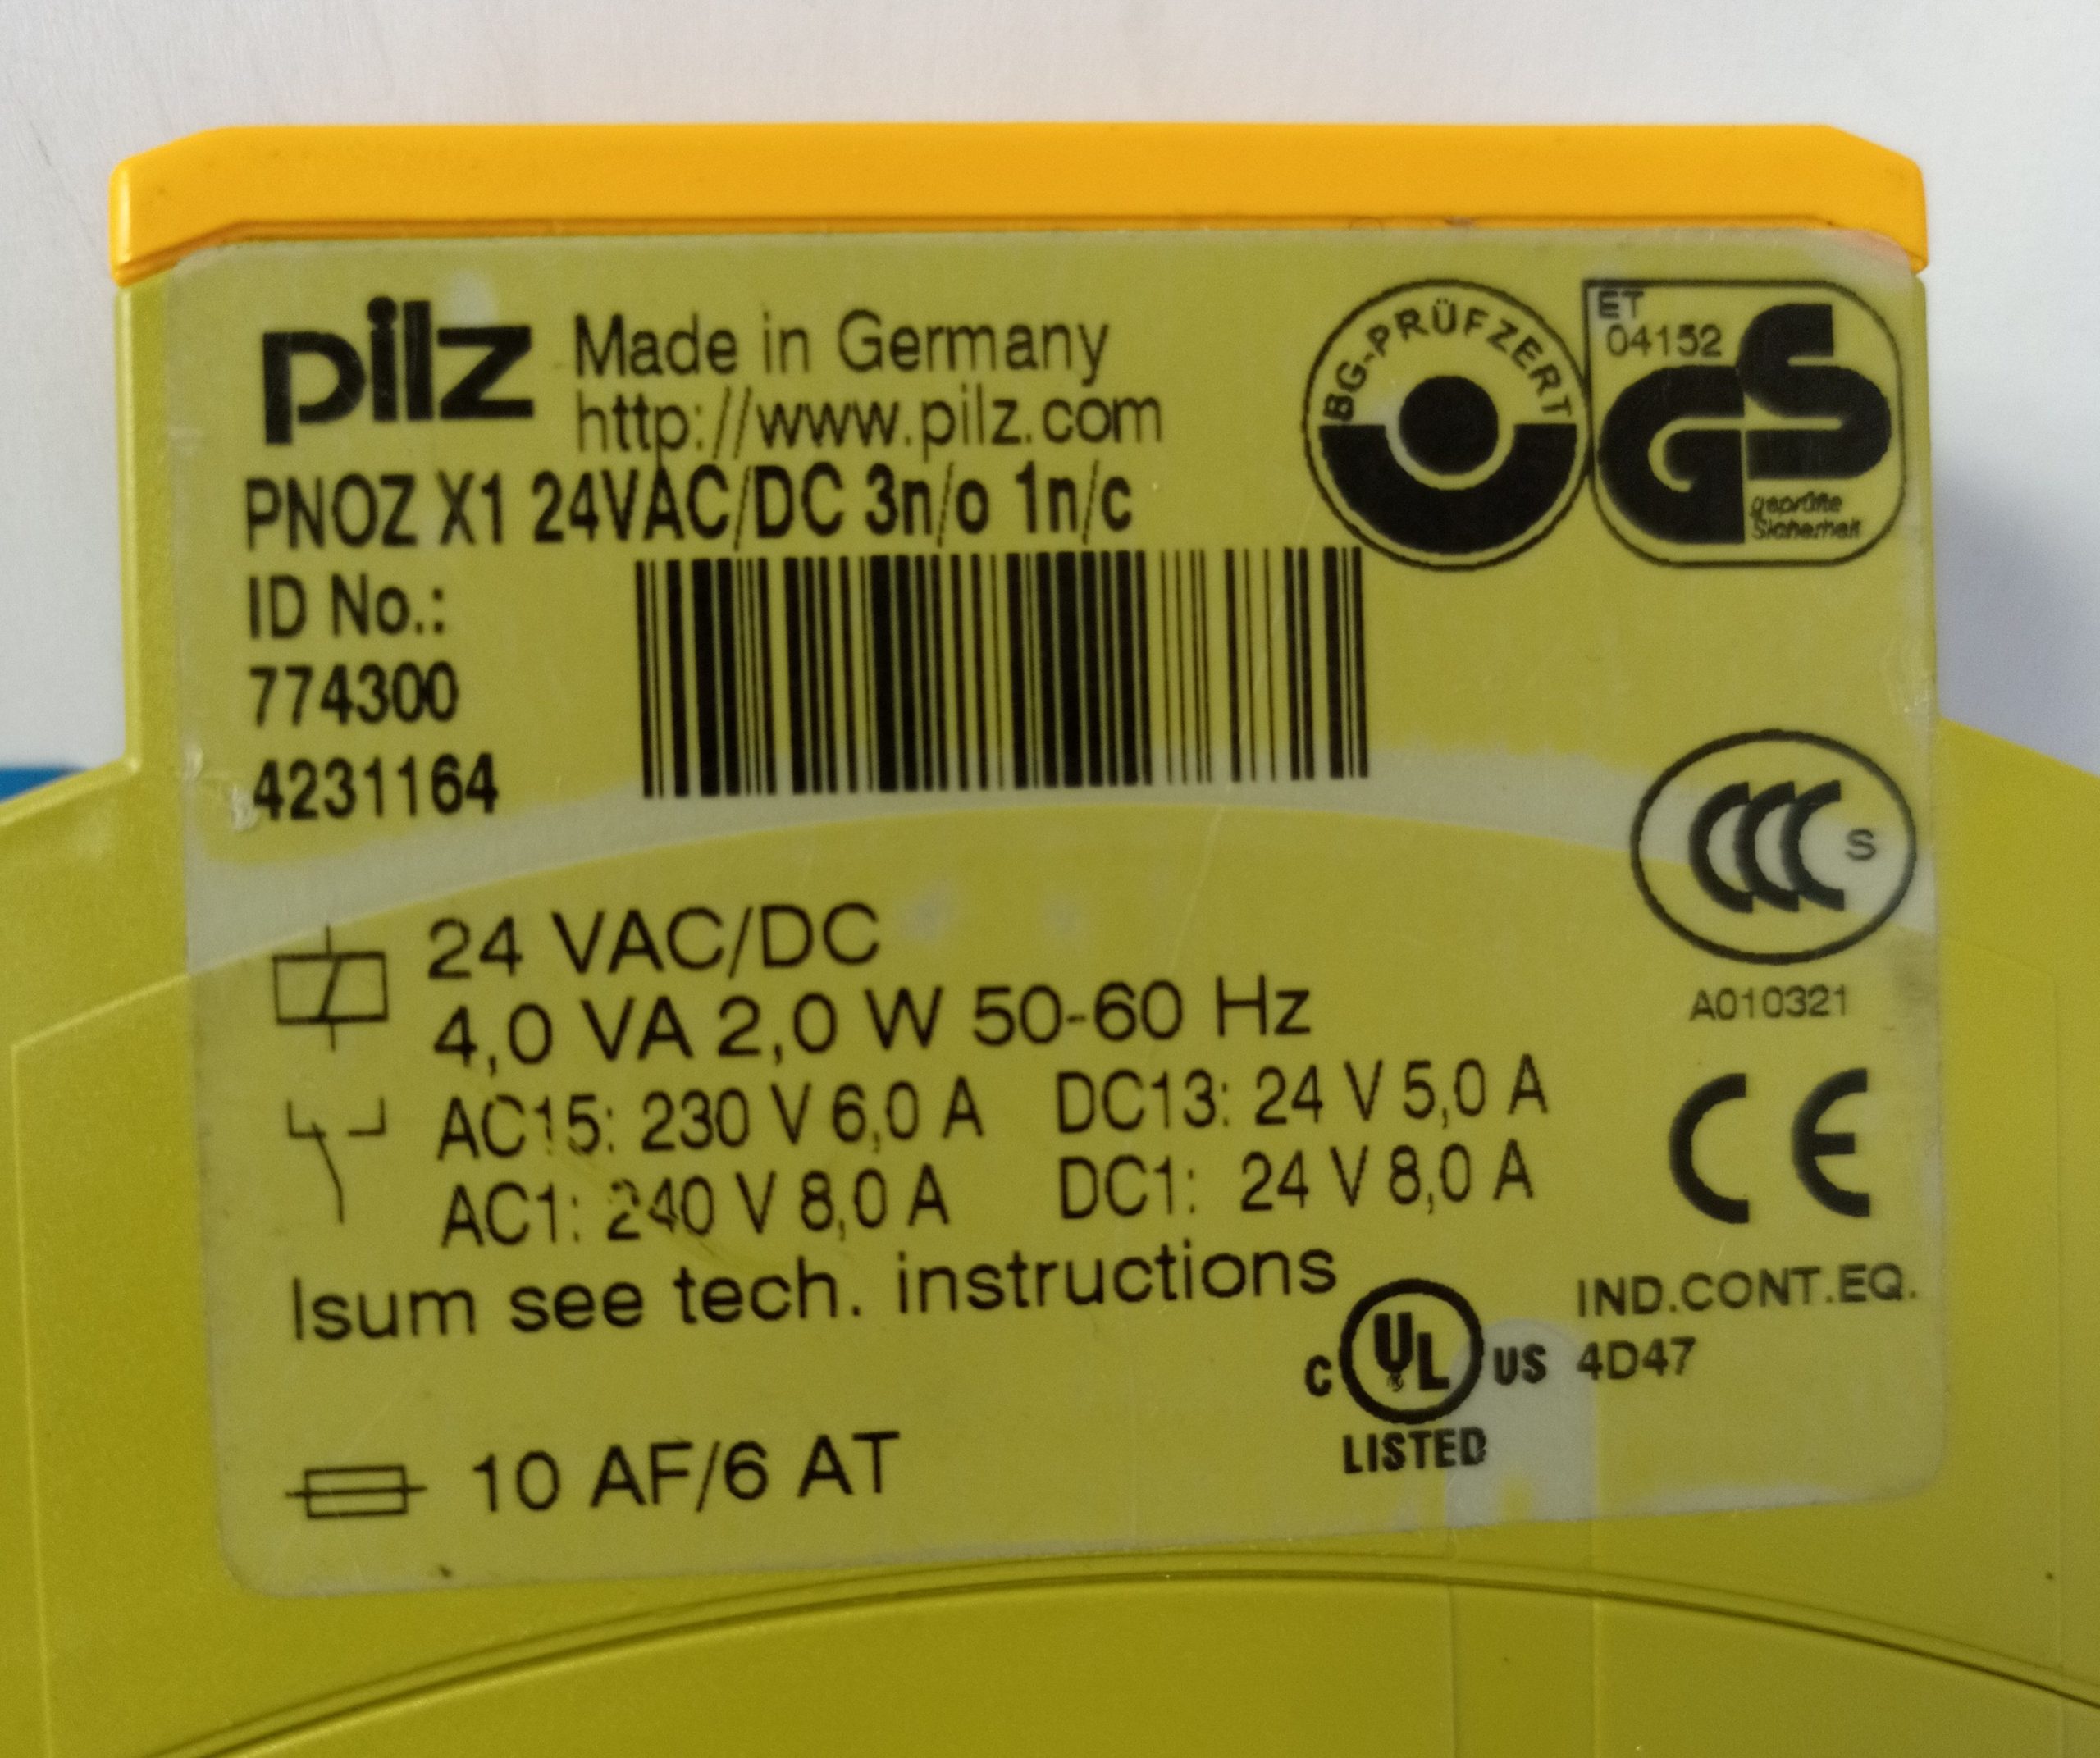 pilz Made in Germany
http://www.pilz.com
PNOZ X1 24VAC/DC 3n/o 1n/c
ID No.:
774300
4231164
BG-PRÜFZERT
ET
04152
GS
geprüfte
Sicherheit
CCC S
A010321
24 VAC/DC
4,0 VA 2,0 W 50-60 Hz
AC15: 230 V 6,0 A DC13: 24 V 5,0 A
AC1: 240 V 8,0 A DC1: 24 V 8,0 A
Isum see tech. instructions
CE
C UL US
LISTED
IND.CONT.EQ.
4D47
10 AF/6 AT